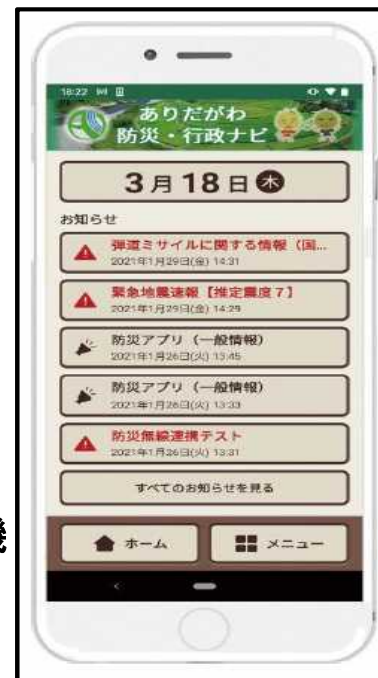 18:22
ありだがわ
防災・行政ナビ
3月18日木
お知らせ
弾道ミサイルに関する情報（国...
2021年1月29日(金) 14:31
緊急地震速報【推定震度７】
2021年1月29日(金) 14:29
防災アプリ（一般情報）
2021年1月26日(火) 13:45
防災アプリ（一般情報）
2021年1月26日(火) 13:33
防災無線連携テスト
2021年1月26日(火) 13:31
すべてのお知らせを見る
ホーム
メニュー